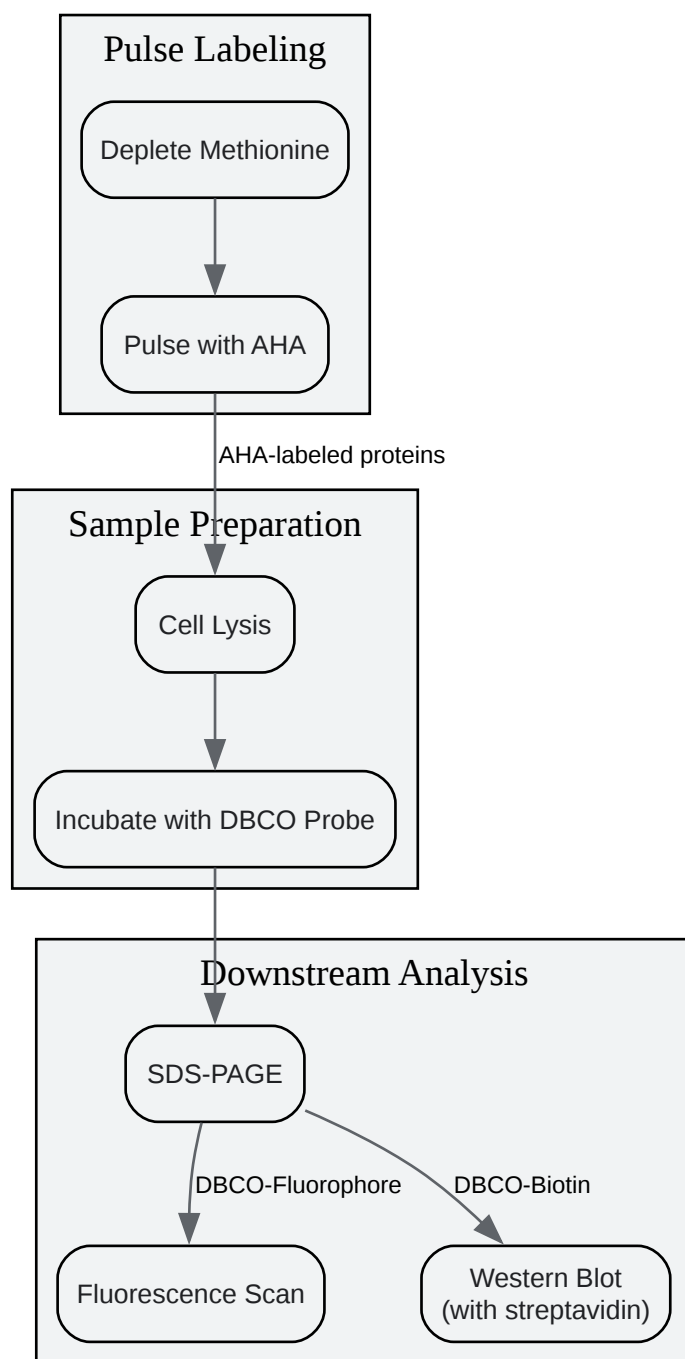 Pulse Labeling
Deplete Methionine
Pulse with AHA
AHA-labeled proteins
Sample Preparation
Cell Lysis
Incubate with DBCO Probe
Downstream Analysis
SDS-PAGE
DBCO-Fluorophore
DBCO-Biotin
Fluorescence Scan
Western Blot
(with streptavidin)